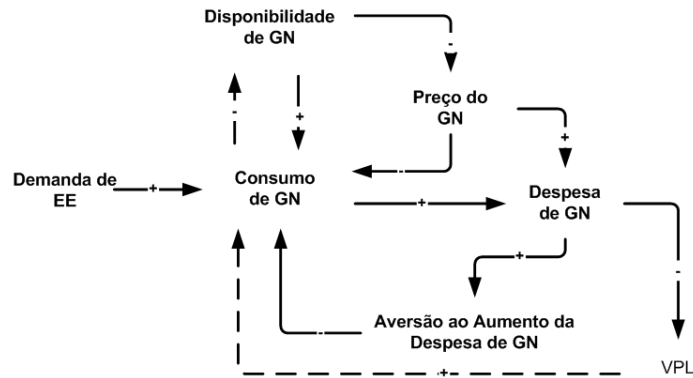 Disponibilidade
de GN
-
Preço do
GN
-
+
+
-
Demanda de
EE
+
Consumo
de GN
+
Despesa
de GN
+
-
Aversão ao Aumento da
Despesa de GN
-
+
VPL